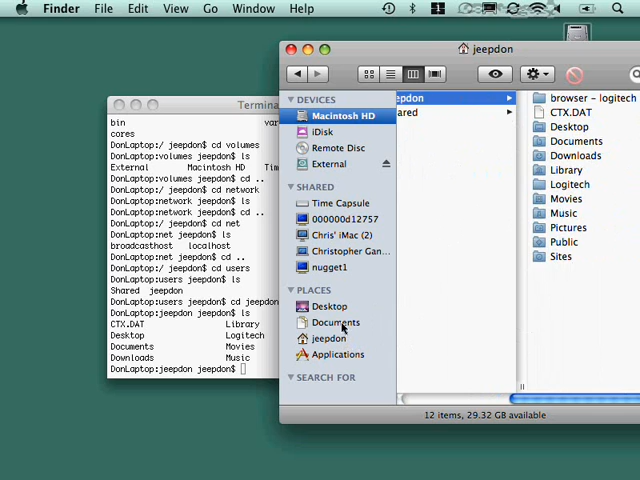 Finder File Edit View Go Window Help
jeepdon
Termina
bin var
cores
DonLaptop:/ jeepdon$ cd volumes
DonLaptop:volumes jeepdon$ ls
External Macintosh HD Tim
DonLaptop:volumes jeepdon$ cd ..
DonLaptop:/ jeepdon$ cd network
DonLaptop:network jeepdon$ ls
DonLaptop:network jeepdon$ cd ..
DonLaptop:/ jeepdon$ cd net
DonLaptop:net jeepdon$ ls
broadcasthost localhost
DonLaptop:net jeepdon$ cd ..
DonLaptop:/ jeepdon$ cd users
DonLaptop:users jeepdon$ ls
Shared jeepdon
DonLaptop:users jeepdon$ cd jeepdon
DonLaptop:jeepdon jeepdon$ ls
CTX.DAT Library
Desktop Logitech
Documents Movies
Downloads Music
DonLaptop:jeepdon jeepdon$
DEVICES
Macintosh HD
iDisk
Remote Disc
External
SHARED
Time Capsule
000000d12757
Chris' iMac (2)
Christopher Gan...
nugget1
PLACES
Desktop
Documents
jeepdon
Applications
SEARCH FOR
epdon
ared
browser - logitech
CTX.DAT
Desktop
Documents
Downloads
Library
Logitech
Movies
Music
Pictures
Public
Sites
12 items, 29.32 GB available